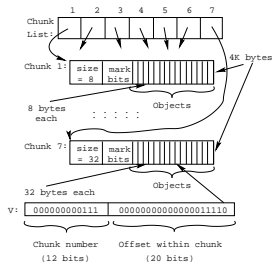 1 2 3 4 5 6 7
Chunk
List:
4K bytes
Chunk 1:
size = 8
mark bits
8 bytes each
Objects
. . . . .
. . . . .
Chunk 7:
size = 32
mark bits
32 bytes each
Objects
V: 000000000111 00000000000000011110
Chunk number (12 bits)
Offset within chunk (20 bits)